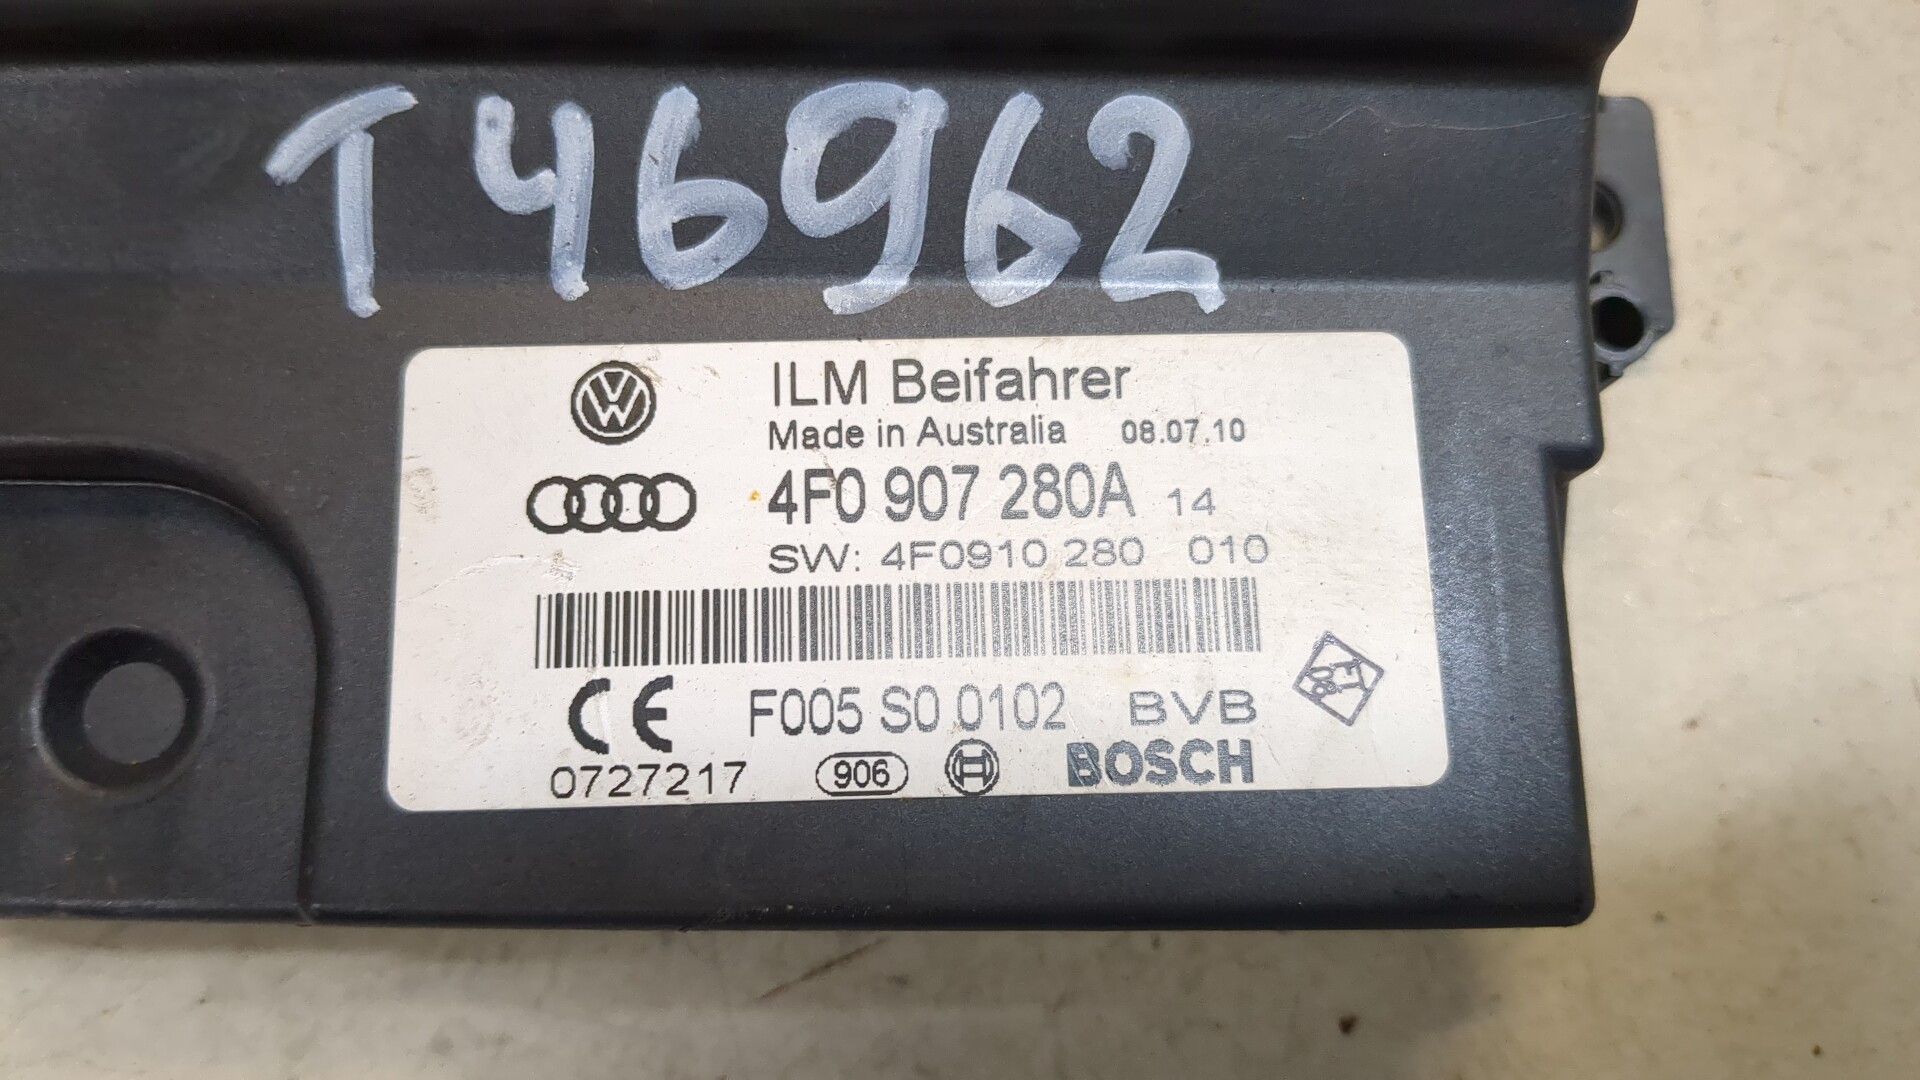 T46962
ILM Beifahrer
Made in Australia 08.07.10
4F0 907 280A 14
SW: 4F0910 280 010
F005 S0 0102 BVB
CE
0727217 906 BOSCH